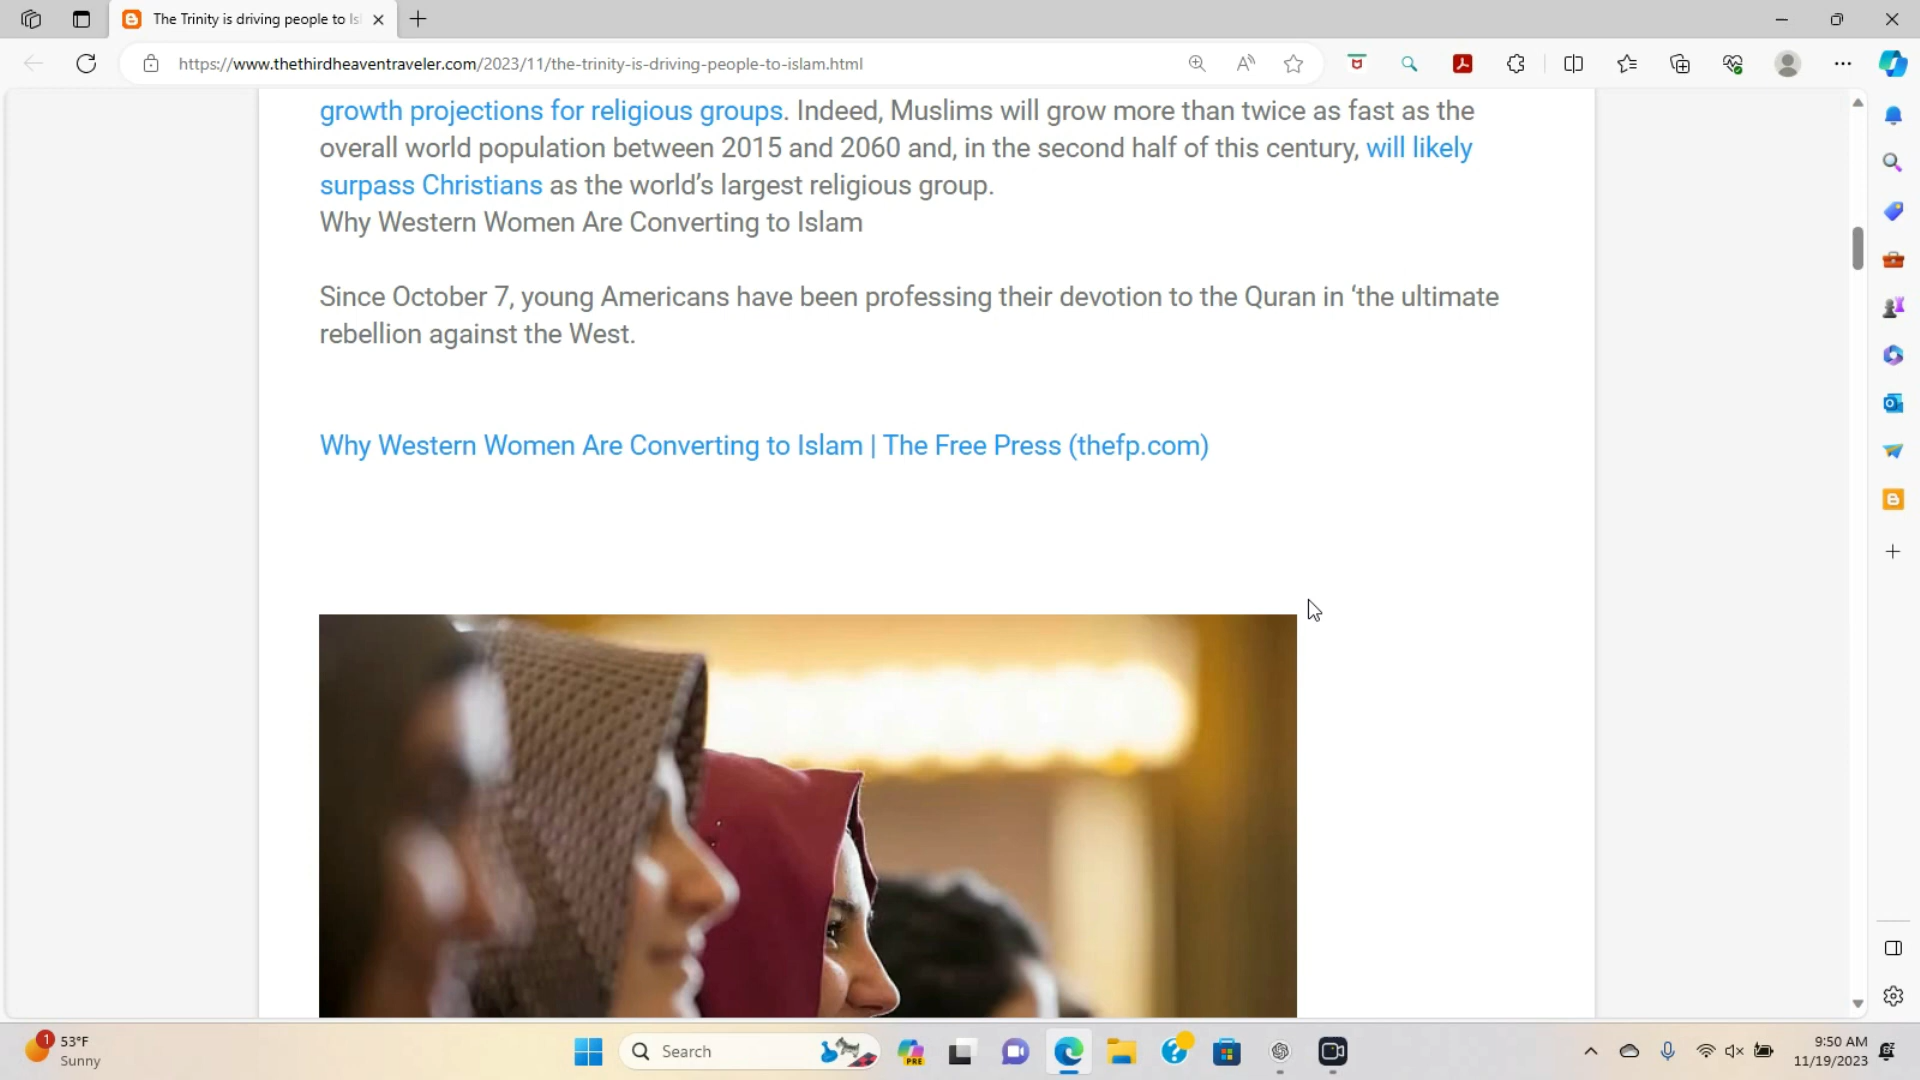 The Trinity is driving people to Isl
https://www.thethirdheaventraveler.com/2023/11/the-trinity-is-driving-people-to-islam.html
growth projections for religious groups. Indeed, Muslims will grow more than twice as fast as the
overall world population between 2015 and 2060 and, in the second half of this century, will likely
surpass Christians as the world’s largest religious group.
Why Western Women Are Converting to Islam
Since October 7, young Americans have been professing their devotion to the Quran in ‘the ultimate
rebellion against the West.
Why Western Women Are Converting to Islam | The Free Press (thefp.com)
1
53°F
Sunny
Search
PRE
9:50 AM
11/19/2023